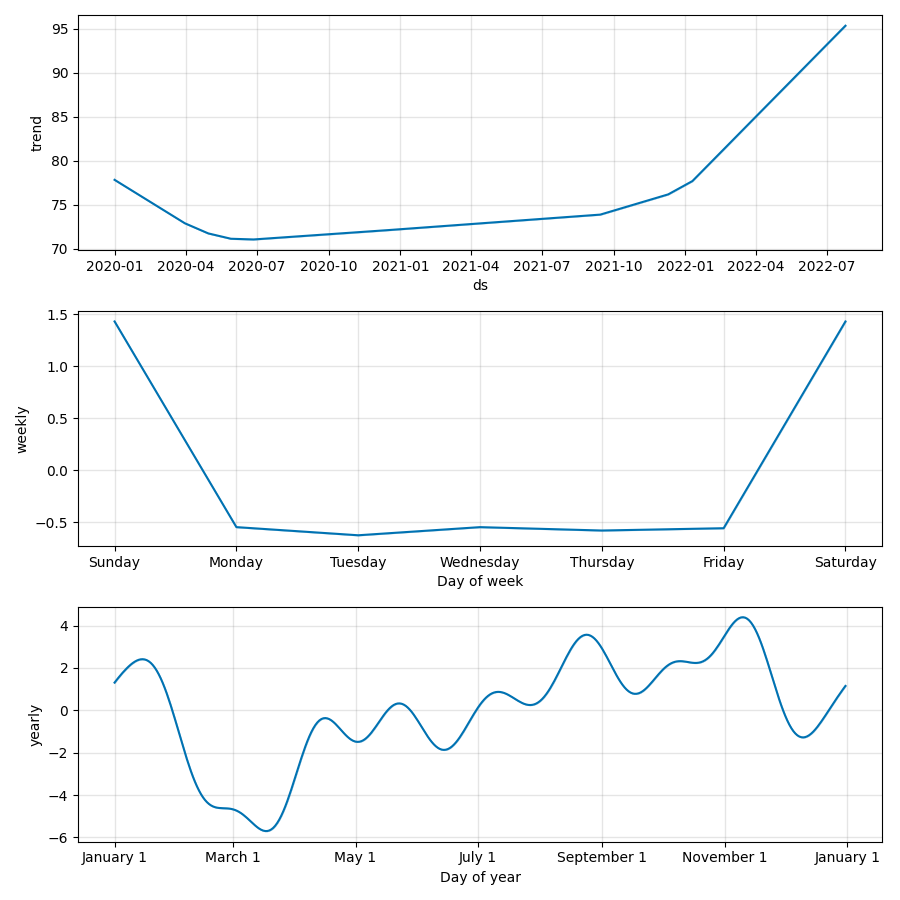 95
90
85
80
75
70
trend
2020-01 2020-04 2020-07 2020-10 2021-01 2021-04 2021-07 2021-10 2022-01 2022-04 2022-07
ds
1.5
1.0
0.5
0.0
−0.5
weekly
Sunday Monday Tuesday Wednesday Thursday Friday Saturday
Day of week
4
2
0
−2
−4
−6
yearly
January 1 March 1 May 1 July 1 September 1 November 1 January 1
Day of year